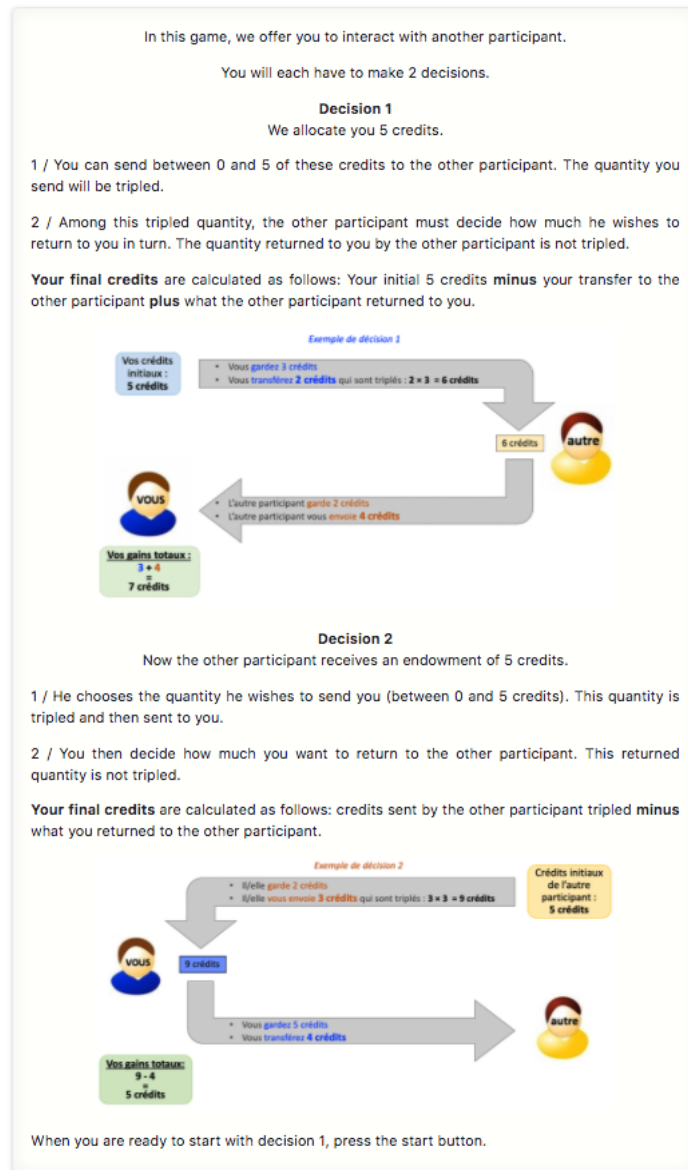 In this game, we offer you to interact with another participant.
You will each have to make 2 decisions.
Decision 1
We allocate you 5 credits.
1 / You can send between 0 and 5 of these credits to the other participant. The quantity you
send will be tripled.
2 / Among this tripled quantity, the other participant must decide how much he wishes to
return to you in turn. The quantity returned to you by the other participant is not tripled.
Your final credits are calculated as follows: Your initial 5 credits minus your transfer to the
other participant plus what the other participant returned to you.
Exemple de décision 1
Vos crédits
initiaux :
5 crédits
• Vous gardez 3 crédits
• Vous transférez 2 crédits qui sont triplés : 2 × 3 = 6 crédits
6 crédits
autre
vous
• L'autre participant garde 2 crédits
• L'autre participant vous envoie 4 crédits
Vos gains totaux :
3 + 4
=
7 crédits
Decision 2
Now the other participant receives an endowment of 5 credits.
1 / He chooses the quantity he wishes to send you (between 0 and 5 credits). This quantity is
tripled and then sent to you.
2 / You then decide how much you want to return to the other participant. This returned
quantity is not tripled.
Your final credits are calculated as follows: credits sent by the other participant tripled minus
what you returned to the other participant.
Exemple de décision 2
• Il/elle garde 2 crédits
• Il/elle vous envoie 3 crédits qui sont triplés : 3 × 3 = 9 crédits
Crédits initiaux
de l'autre
participant :
5 crédits
vous
9 crédits
• Vous gardez 5 crédits
• Vous transférez 4 crédits
autre
Vos gains totaux:
9 - 4
=
5 crédits
When you are ready to start with decision 1, press the start button.